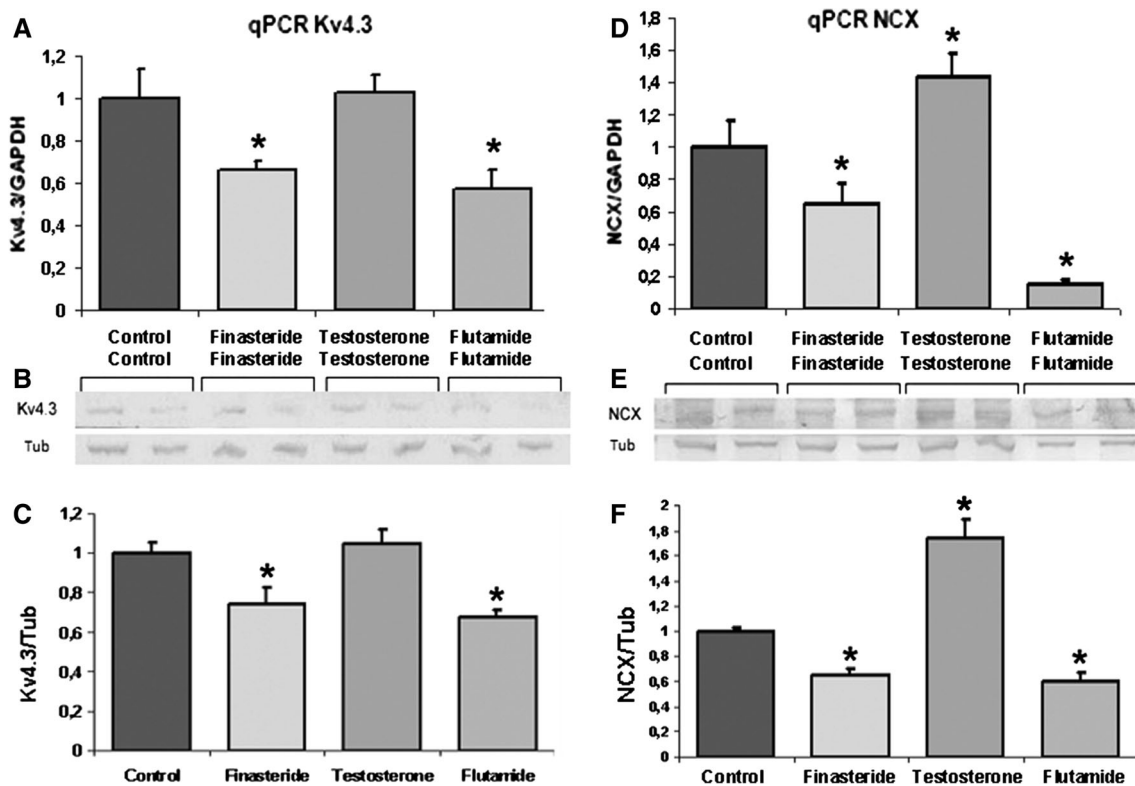 A
qPCR Kv4.3
Kv4.3/GAPDH
1,2
1
0,8
0,6
0,4
0,2
0
*
*
Control Finasteride Testosterone Flutamide
Control Finasteride Testosterone Flutamide
B
Kv4.3
Tub
C
Kv4.3/Tub
1,2
1
0,8
0,6
0,4
0,2
0
*
*
Control Finasteride Testosterone Flutamide
D
qPCR NCX
NCX/GAPDH
1,8
1,6
1,4
1,2
1
0,8
0,6
0,4
0,2
0
*
*
*
Control Finasteride Testosterone Flutamide
Control Finasteride Testosterone Flutamide
E
NCX
Tub
F
NCX/Tub
2
1,8
1,6
1,4
1,2
1
0,8
0,6
0,4
0,2
0
*
*
*
Control Finasteride Testosterone Flutamide